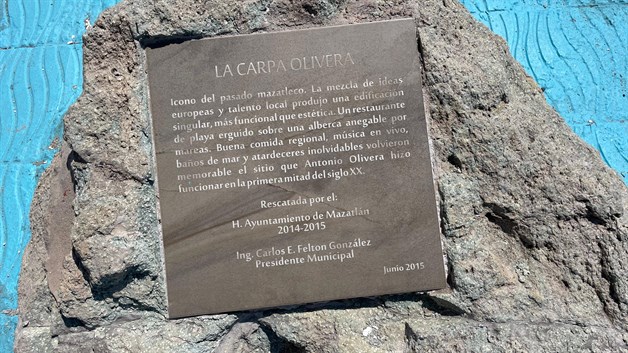 LA CARPA OLIVERA
Icono del pasado mazatleco. La mezcla de ideas
europeas y talento local produjo una edificación
singular, más funcional que estética. Un restaurante
de playa erguido sobre una alberca anegable por
mareas. Buena comida regional, música en vivo,
baños de mar y atardeceres inolvidables volvieron
memorable el sitio que Antonio Olivera hizo
funcionar en la primera mitad del siglo XX.
Rescatada por el:
H. Ayuntamiento de Mazatlán
2014-2015
Ing. Carlos E. Felton González
Presidente Municipal
Junio 2015